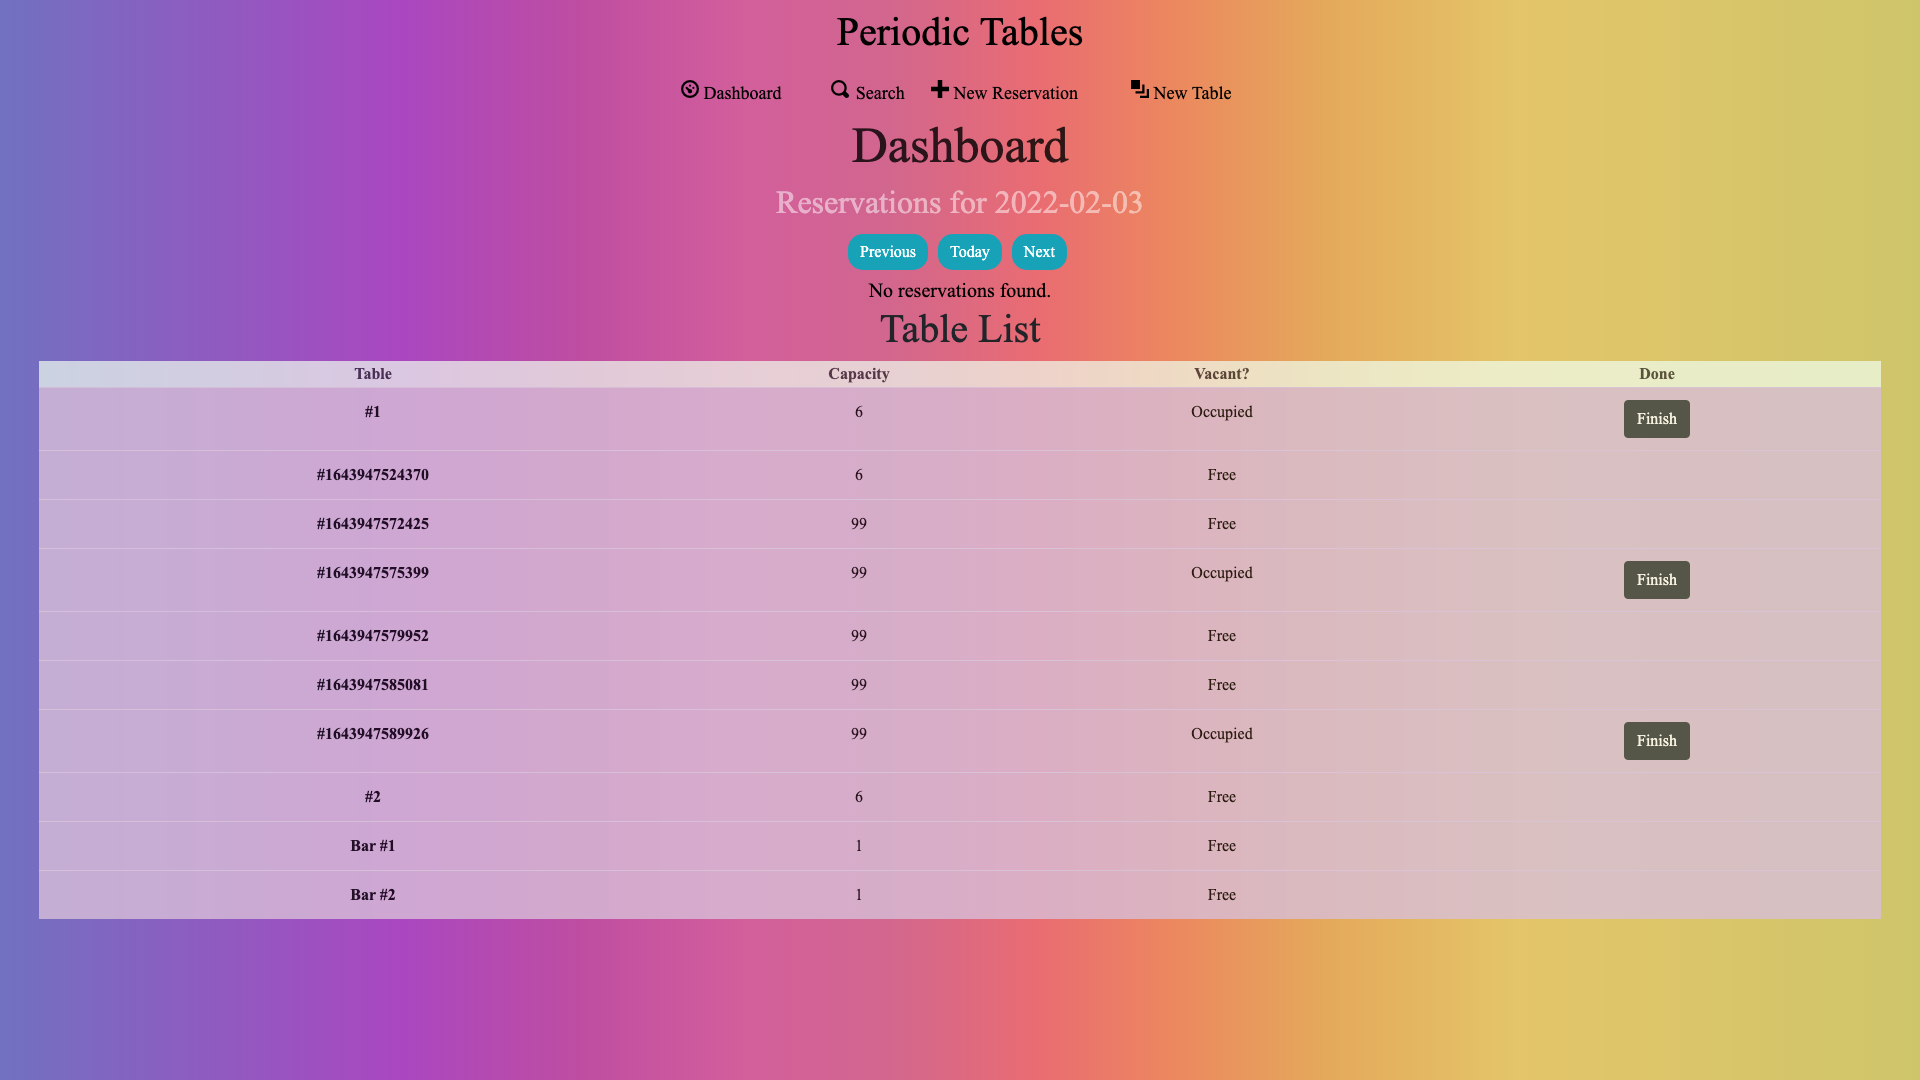 Periodic Tables
Dashboard Search New Reservation New Table
Dashboard
Reservations for 2022-02-03
Previous Today Next
No reservations found.
Table List
Table Capacity Vacant? Done
#1 6 Occupied Finish
#1643947524370 6 Free
#1643947572425 99 Free
#1643947575399 99 Occupied Finish
#1643947579952 99 Free
#1643947585081 99 Free
#1643947589926 99 Occupied Finish
#2 6 Free
Bar #1 1 Free
Bar #2 1 Free